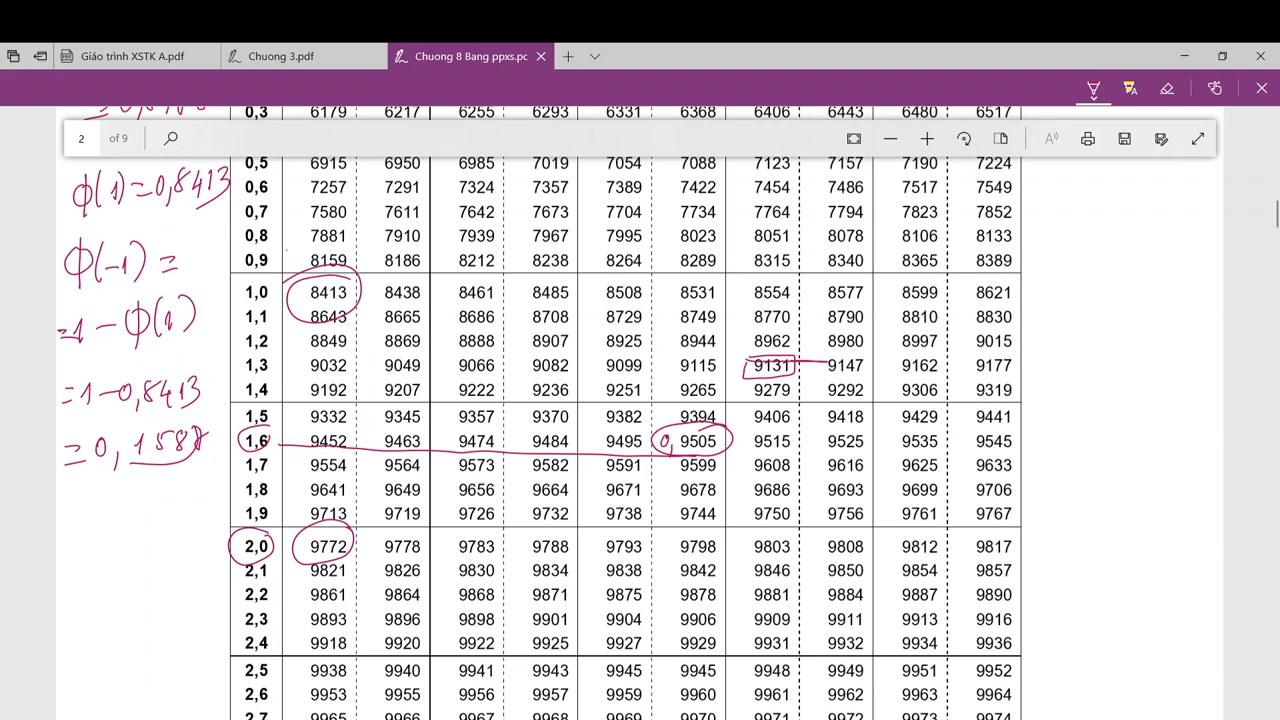 Giáo trình XSTK A.pdf
Chuong 3.pdf
Chuong 8 Bang ppxs.pc
0,3 6179 6217 6255 6293 6331 6368 6406 6443 6480 6517
2 of 9
0,5 6915 6950 6985 7019 7054 7088 7123 7157 7190 7224
ϕ(1) = 0,8413
0,6 7257 7291 7324 7357 7389 7422 7454 7486 7517 7549
0,7 7580 7611 7642 7673 7704 7734 7764 7794 7823 7852
0,8 7881 7910 7939 7967 7995 8023 8051 8078 8106 8133
ϕ(-1) =
0,9 8159 8186 8212 8238 8264 8289 8315 8340 8365 8389
1,0 8413 8438 8461 8485 8508 8531 8554 8577 8599 8621
= 1 - ϕ(1)
1,1 8643 8665 8686 8708 8729 8749 8770 8790 8810 8830
1,2 8849 8869 8888 8907 8925 8944 8962 8980 8997 9015
1,3 9032 9049 9066 9082 9099 9115 9131 9147 9162 9177
= 1 - 0,8413
1,4 9192 9207 9222 9236 9251 9265 9279 9292 9306 9319
1,5 9332 9345 9357 9370 9382 9394 9406 9418 9429 9441
= 0,1587
1,6 9452 9463 9474 9484 9495 0, 9505 9515 9525 9535 9545
1,7 9554 9564 9573 9582 9591 9599 9608 9616 9625 9633
1,8 9641 9649 9656 9664 9671 9678 9686 9693 9699 9706
1,9 9713 9719 9726 9732 9738 9744 9750 9756 9761 9767
2,0 9772 9778 9783 9788 9793 9798 9803 9808 9812 9817
2,1 9821 9826 9830 9834 9838 9842 9846 9850 9854 9857
2,2 9861 9864 9868 9871 9875 9878 9881 9884 9887 9890
2,3 9893 9896 9898 9901 9904 9906 9909 9911 9913 9916
2,4 9918 9920 9922 9925 9927 9929 9931 9932 9934 9936
2,5 9938 9940 9941 9943 9945 9945 9948 9949 9951 9952
2,6 9953 9955 9956 9957 9959 9960 9961 9962 9963 9964
2,7 9965 9966 9967 9968 9969 9970 9971 9972 9973 9974